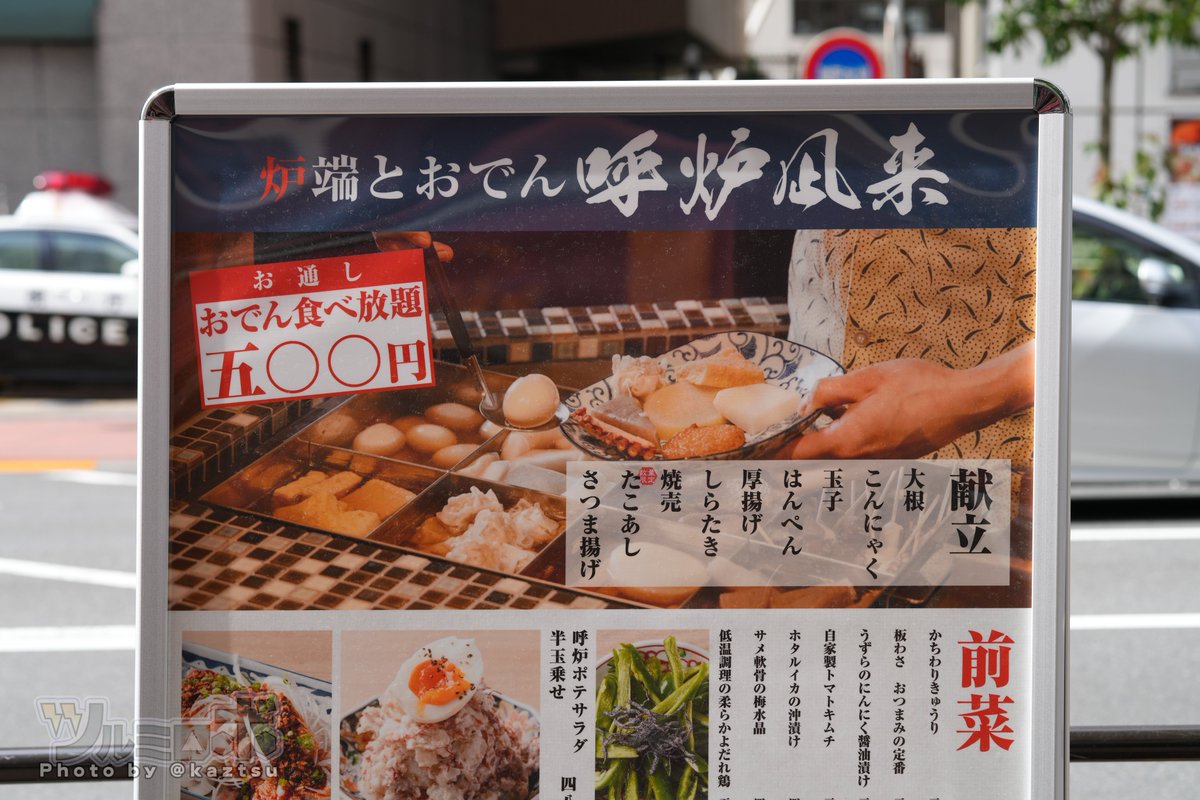 炉端とおでん 呼炉凪来
お通し
おでん食べ放題
五〇〇円
献立
大根
こんにゃく
玉子
はんぺん
厚揚げ
しらたき
焼売
たこあし
さつま揚げ
前菜
かちわりきゅうり
板わさ おつまみの定番
うずらのにんにく醤油漬け
自家製トマトキムチ
ホタルイカの沖漬け
サメ軟骨の梅水晶
低温調理の柔らかよだれ鶏
呼炉ポテサラダ
半玉乗せ
POLICE
ツルミロボ
Photo by @kaztsu